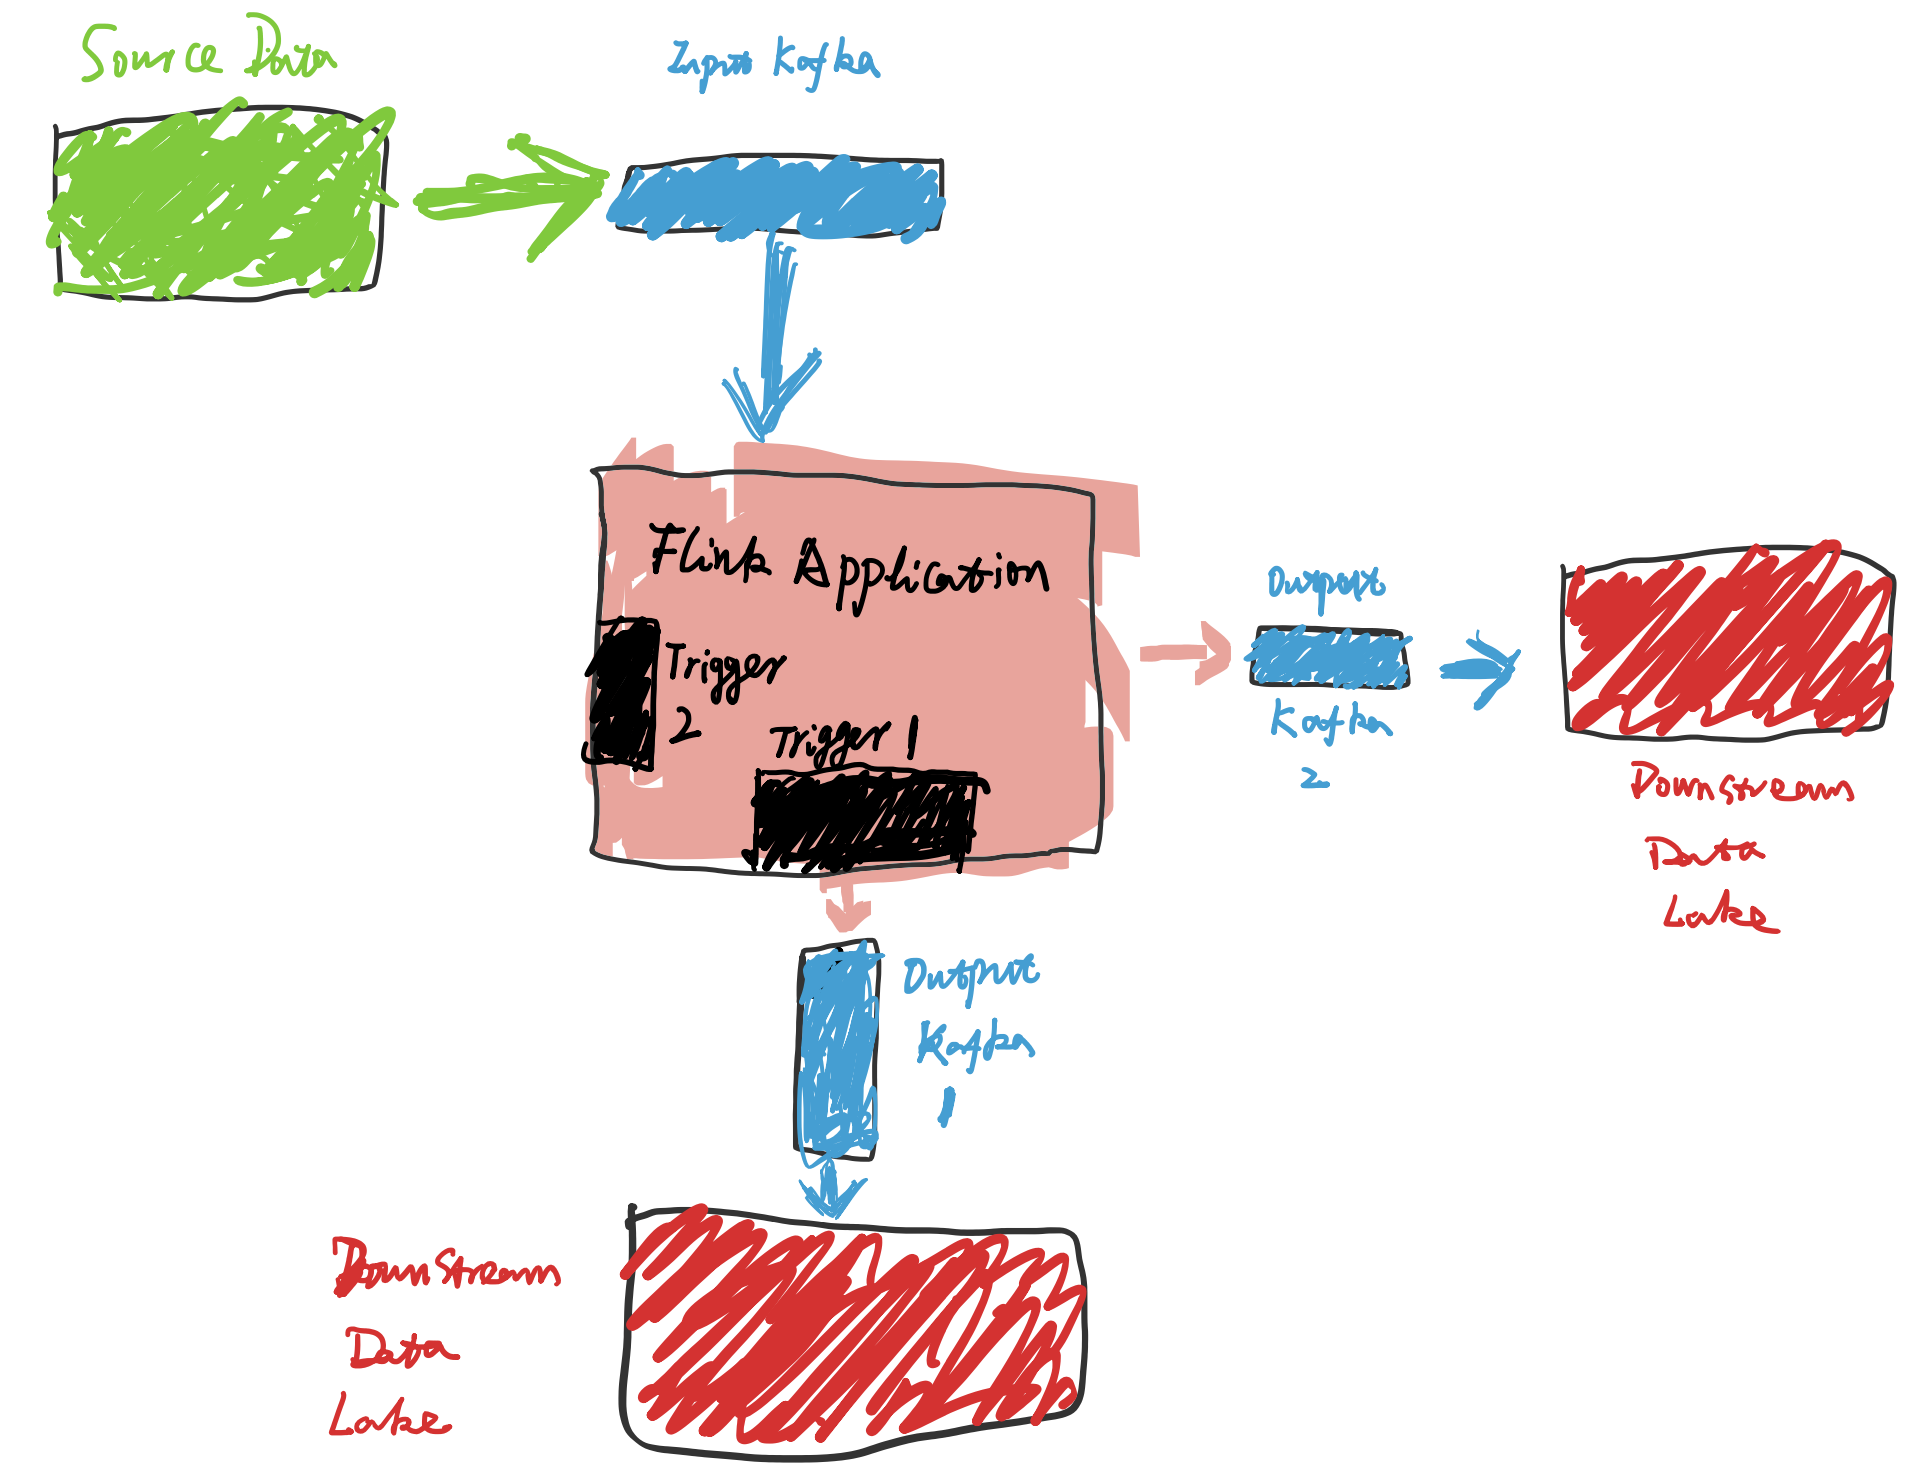 Source Data
Input Kafka
Flink Application
Trigger
2
Trigger 1
Output
Kafka
2
Downstream
Data
Lake
Output
Kafka
1
Downstream
Data
Lake